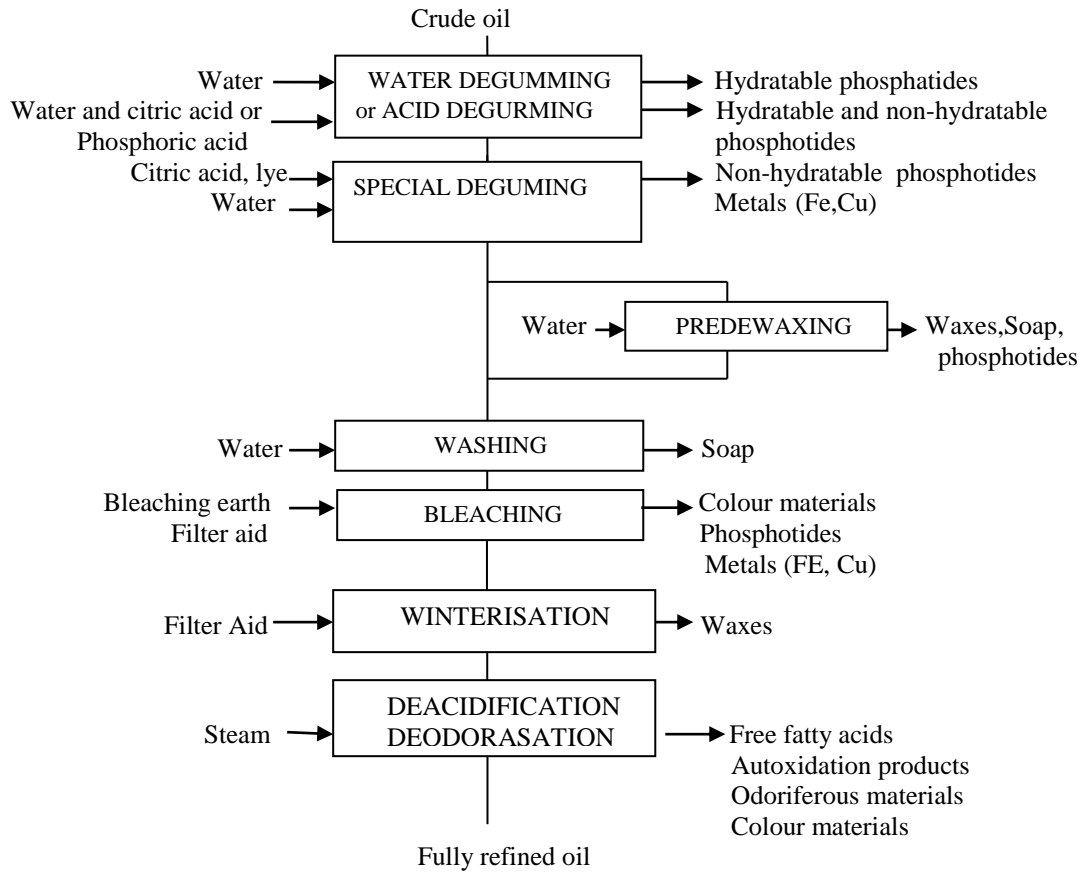 Crude oil
Water
WATER DEGUMMING
Hydratable phosphatides
Water and citric acid or
or ACID DEGURMING
Hydratable and non-hydratable
Phosphoric acid
phosphotides
Citric acid, lye
SPECIAL DEGUMING
Non-hydratable phosphotides
Water
Metals (Fe,Cu)
Water
PREDEWAXING
Waxes,Soap,
phosphotides
Water
WASHING
Soap
Bleaching earth
BLEACHING
Colour materials
Filter aid
Phosphotides
Metals (FE, Cu)
Filter Aid
WINTERISATION
Waxes
DEACIDIFICATION
Steam
DEODORASATION
Free fatty acids
Autoxidation products
Odoriferous materials
Colour materials
Fully refined oil